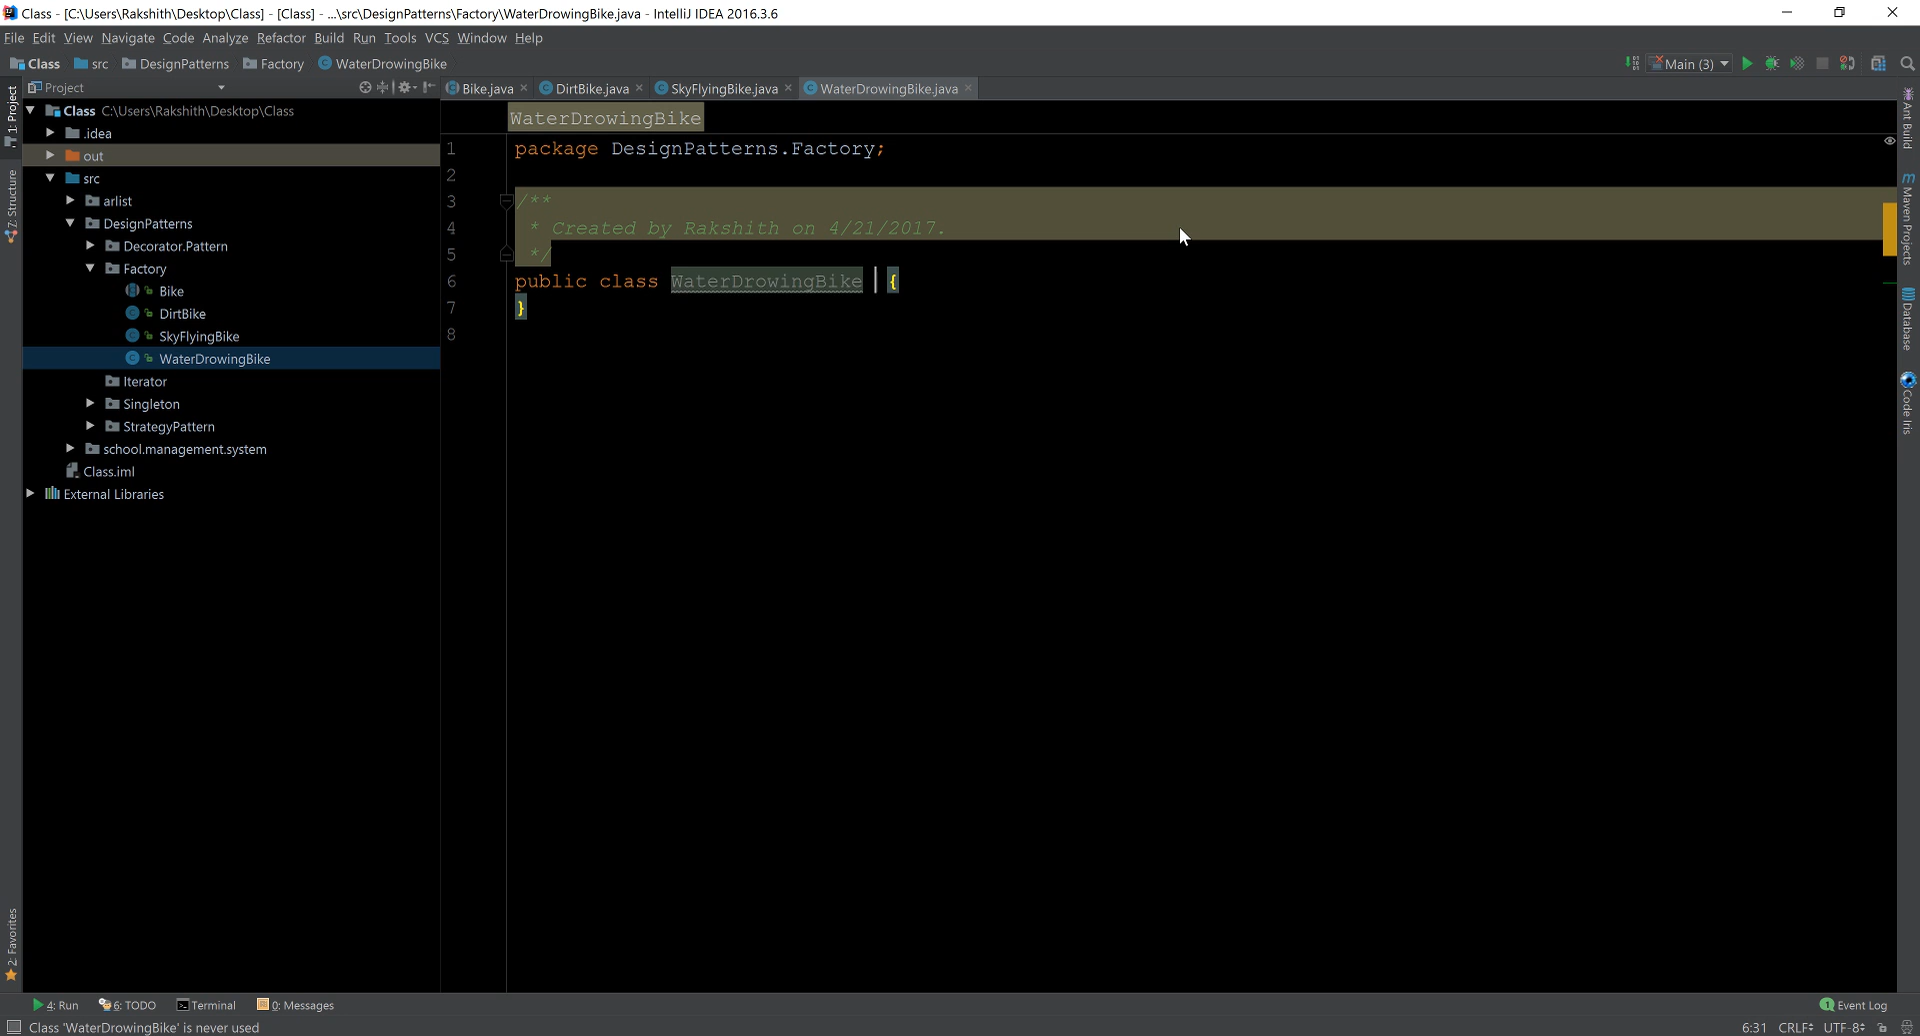 Class - [C:\Users\Rakshith\Desktop\Class] - [Class] - ...\src\DesignPatterns\Factory\WaterDrowingBike.java - IntelliJ IDEA 2016.3.6
File Edit View Navigate Code Analyze Refactor Build Run Tools VCS Window Help
Class src DesignPatterns Factory WaterDrowingBike Main (3)
Project
Bike.java DirtBike.java SkyFlyingBike.java WaterDrowingBike.java
Class C:\Users\Rakshith\Desktop\Class
.idea
out
src
arlist
DesignPatterns
Decorator.Pattern
Factory
Bike
DirtBike
SkyFlyingBike
WaterDrowingBike
Iterator
Singleton
StrategyPattern
school.management.system
Class.iml
External Libraries
WaterDrowingBike
1 package DesignPatterns.Factory;
2
3 /**
4 * Created by Rakshith on 4/21/2017.
5 */
6 public class WaterDrowingBike {
7 }
8
1: Project
7: Structure
2: Favorites
Ant Build
Maven Projects
Database
Code Iris
4: Run 6: TODO Terminal 0: Messages 1 Event Log
Class 'WaterDrowingBike' is never used 6:31 CRLF UTF-8